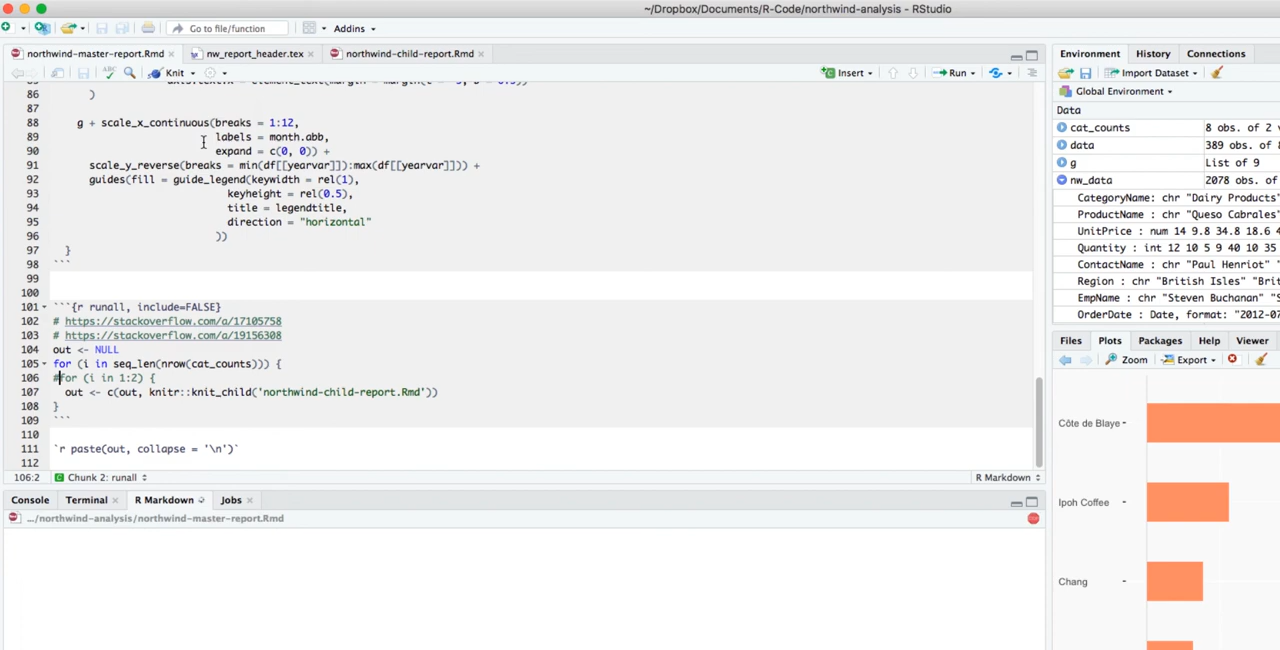 ~/Dropbox/Documents/R-Code/northwind-analysis - RStudio
Go to file/function
Addins
northwind-master-report.Rmd
nw_report_header.tex
northwind-child-report.Rmd
Knit
Insert
Run
86 )
87
88 g + scale_x_continuous(breaks = 1:12,
89 labels = month.abb,
90 expand = c(0, 0)) +
91 scale_y_reverse(breaks = min(df[[yearvar]]):max(df[[yearvar]])) +
92 guides(fill = guide_legend(keywidth = rel(1),
93 keyheight = rel(0.5),
94 title = legendtitle,
95 direction = "horizontal"
96 ))
97 }
98 ```
99
100
101 ```{r runall, include=FALSE}
102 # https://stackoverflow.com/a/17105758
103 # https://stackoverflow.com/a/19156308
104 out <- NULL
105 for (i in seq_len(nrow(cat_counts))) {
106 #for (i in 1:2) {
107 out <- c(out, knitr::knit_child('northwind-child-report.Rmd'))
108 }
109 ```
110
111 `r paste(out, collapse = '\n')`
112
106:2 Chunk 2: runall R Markdown
Console Terminal R Markdown Jobs
.../northwind-analysis/northwind-master-report.Rmd
Environment History Connections
Import Dataset
Global Environment
Data
cat_counts 8 obs. of 2
data 389 obs. of
g List of 9
nw_data 2078 obs. of
CategoryName: chr "Dairy Products"
ProductName : chr "Queso Cabrales"
UnitPrice : num 14 9.8 34.8 18.6
Quantity : int 12 10 5 9 40 10 35
ContactName : chr "Paul Henriot"
Region : chr "British Isles"
EmpName : chr "Steven Buchanan"
OrderDate : Date, format:
Files Plots Packages Help Viewer
Zoom Export
Côte de Blaye
Ipoh Coffee
Chang